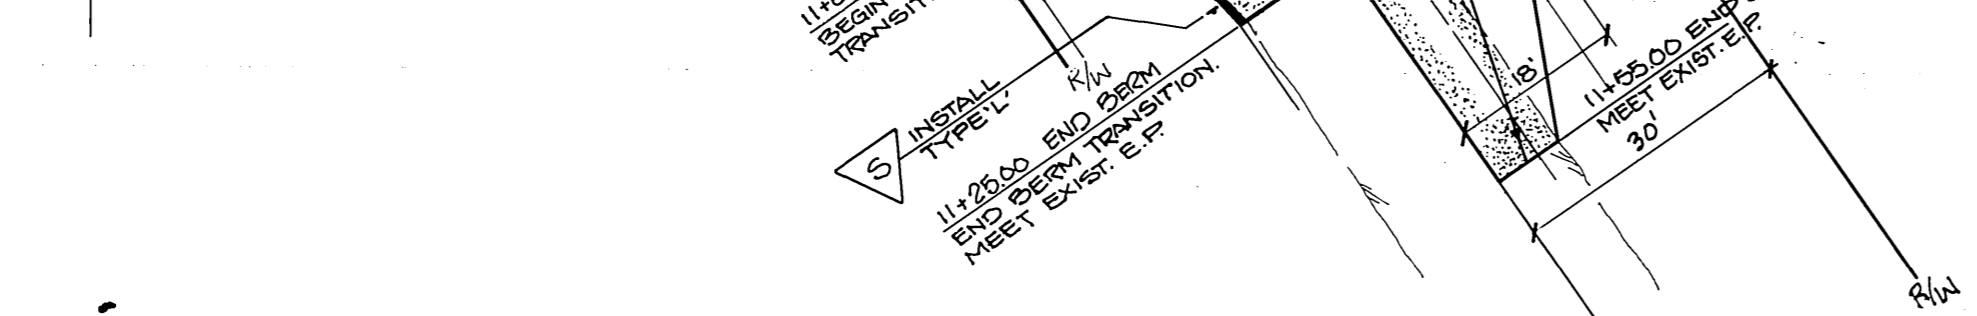 BEGIN
R/W
INSTALL
TYPE 'L'
S
11+25.00 END BERM
END BERM TRANSITION.
MEET EXIST. E.P.
18'
11+55.00 END
MEET EXIST. E.P.
30'
R/W